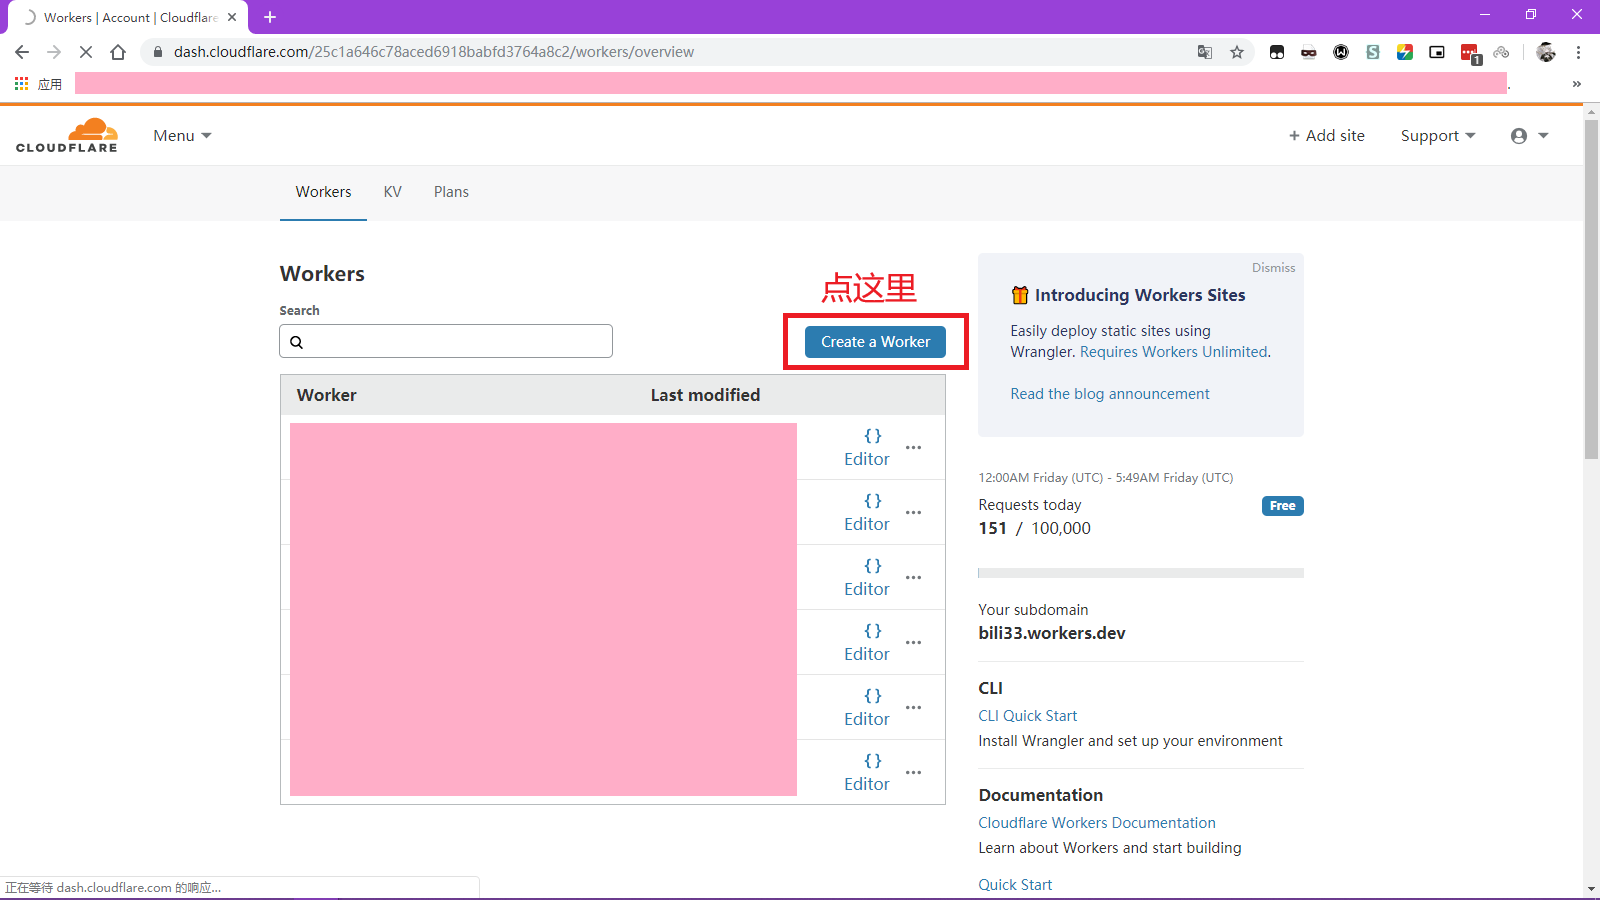 Workers | Account | Cloudflare
dash.cloudflare.com/25c1a646c78aced6918babfd3764a8c2/workers/overview
1
应用
CLOUDFLARE
Menu
+ Add site
Support
Workers
KV
Plans
Workers
点这里
Search
Create a Worker
Worker
Last modified
{} Editor
{} Editor
{} Editor
{} Editor
{} Editor
{} Editor
Dismiss
Introducing Workers Sites
Easily deploy static sites using
Wrangler. Requires Workers Unlimited.
Read the blog announcement
12:00AM Friday (UTC) - 5:49AM Friday (UTC)
Requests today
Free
151 / 100,000
Your subdomain
bili33.workers.dev
CLI
CLI Quick Start
Install Wrangler and set up your environment
Documentation
Cloudflare Workers Documentation
Learn about Workers and start building
Quick Start
正在等待 dash.cloudflare.com 的响应...